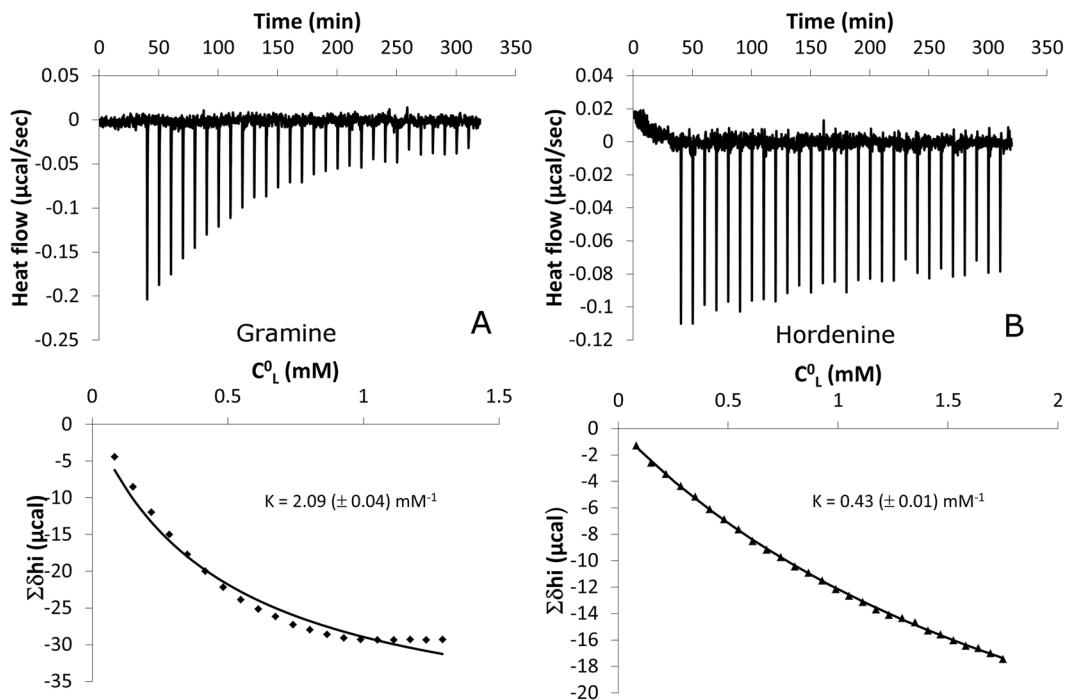 Time (min)
0 50 100 150 200 250 300 350
Heat flow (µcal/sec)
0.05
0
-0.05
-0.1
-0.15
-0.2
-0.25
Gramine
A
Time (min)
0 50 100 150 200 250 300 350
Heat flow (µcal/sec)
0.04
0.02
0
-0.02
-0.04
-0.06
-0.08
-0.1
-0.12
Hordenine
B
C⁰L (mM)
0 0.5 1 1.5
Σδhi (µcal)
0
-5
-10
-15
-20
-25
-30
-35
K = 2.09 (± 0.04) mM⁻¹
C⁰L (mM)
0 0.5 1 1.5 2
Σδhi (µcal)
0
-2
-4
-6
-8
-10
-12
-14
-16
-18
-20
K = 0.43 (± 0.01) mM⁻¹